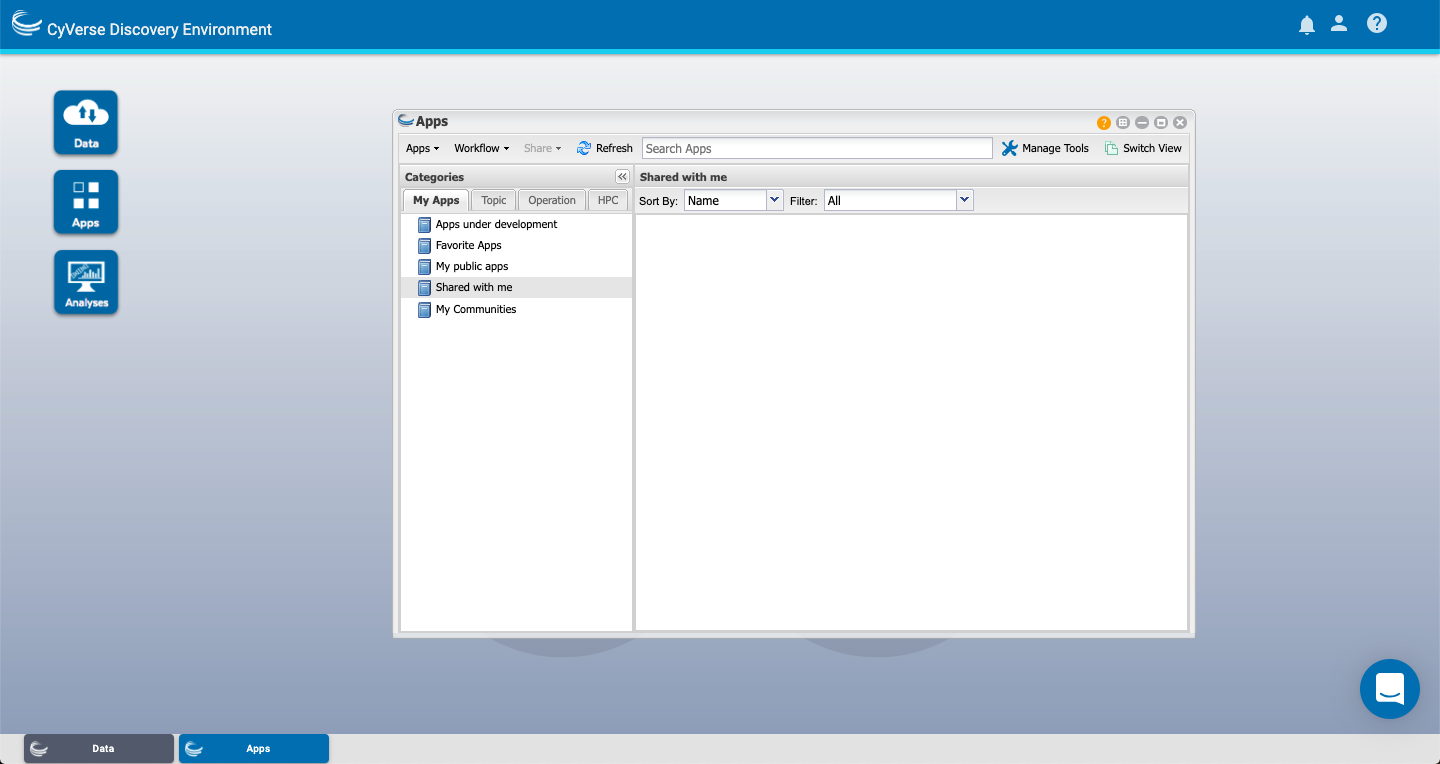 CyVerse Discovery Environment
Data
Apps
Analyses
Apps
Apps Workflow Share Refresh Search Apps Manage Tools Switch View
Categories
My Apps Topic Operation HPC
Apps under development
Favorite Apps
My public apps
Shared with me
My Communities
Shared with me
Sort By: Name Filter: All
Data Apps